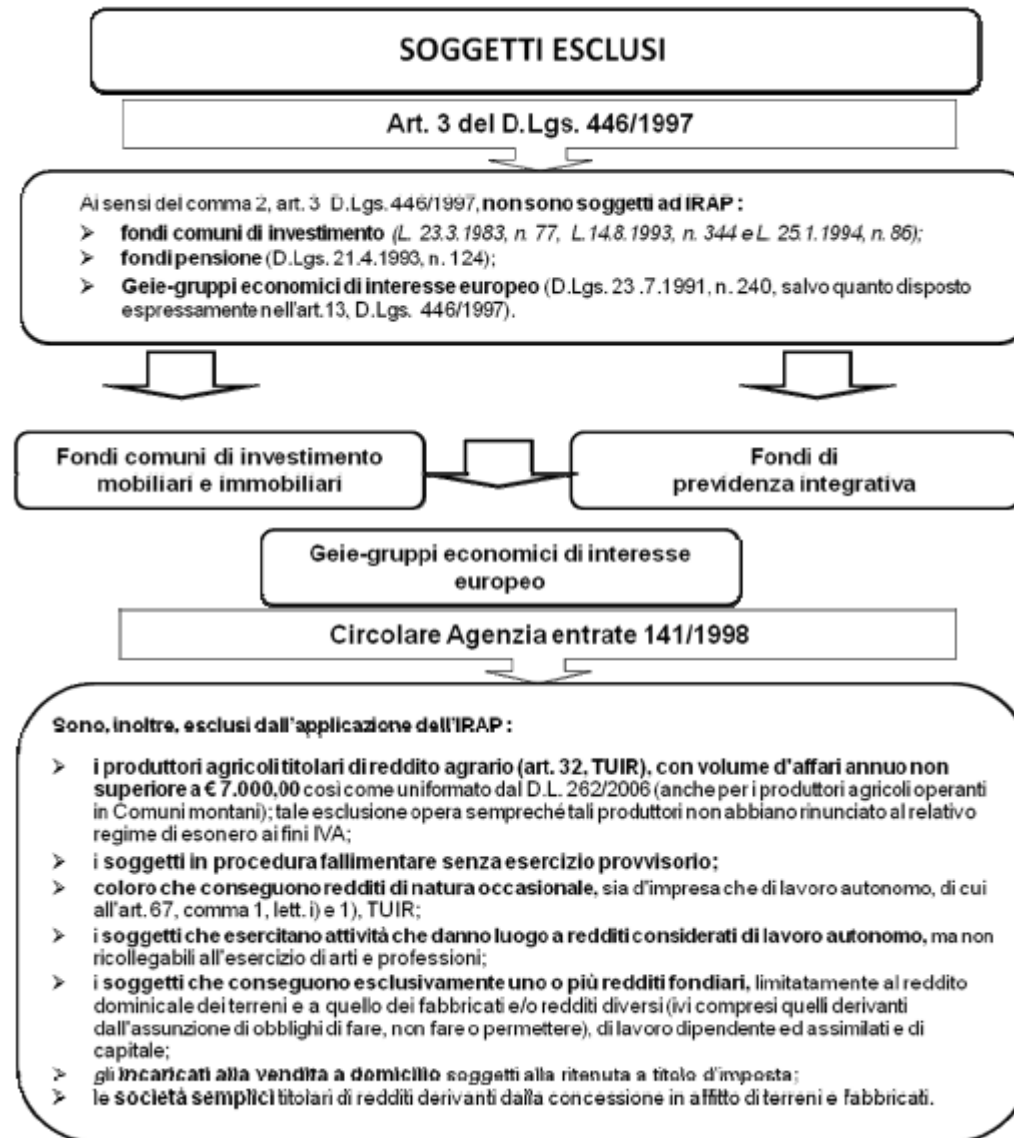 SOGGETTI ESCLUSI
Art. 3 del D.Lgs. 446/1997
Ai sensi del comma 2, art. 3 D.Lgs. 446/1997, non sono soggetti ad IRAP :
➢ fondi comuni di investimento (L. 23.3.1983, n. 77, L.14.8.1993, n. 344 e L. 25.1.1994, n. 86);
➢ fondi pensione (D.Lgs. 21.4.1993, n. 124);
➢ Geie-gruppi economici di interesse europeo (D.Lgs. 23 .7.1991, n. 240, salvo quanto disposto
espressamente nell'art.13, D.Lgs. 446/1997).
Fondi comuni di investimento
mobiliari e immobiliari
Fondi di
previdenza integrativa
Geie-gruppi economici di interesse
europeo
Circolare Agenzia entrate 141/1998
Sono, inoltre, esclusi dall'applicazione dell'IRAP :
➢ i produttori agricoli titolari di reddito agrario (art. 32, TUIR), con volume d'affari annuo non
superiore a € 7.000,00 così come uniformato dal D.L. 262/2006 (anche per i produttori agricoli operanti
in Comuni montani); tale esclusione opera sempreché tali produttori non abbiano rinunciato al relativo
regime di esonero ai fini IVA;
➢ i soggetti in procedura fallimentare senza esercizio provvisorio;
➢ coloro che conseguono redditi di natura occasionale, sia d'impresa che di lavoro autonomo, di cui
all'art. 67, comma 1, lett. i) e 1), TUIR;
➢ i soggetti che esercitano attività che danno luogo a redditi considerati di lavoro autonomo, ma non
ricollegabili all'esercizio di arti e professioni;
➢ i soggetti che conseguono esclusivamente uno o più redditi fondiari, limitatamente al reddito
dominicale dei terreni e a quello dei fabbricati e/o redditi diversi (ivi compresi quelli derivanti
dall'assunzione di obblighi di fare, non fare o permettere), di lavoro dipendente ed assimilati e di
capitale;
➢ gli incaricati alla vendita a domicilio soggetti alla ritenuta a titolo d'imposta;
➢ le società semplici titolari di redditi derivanti dalla concessione in affitto di terreni e fabbricati.